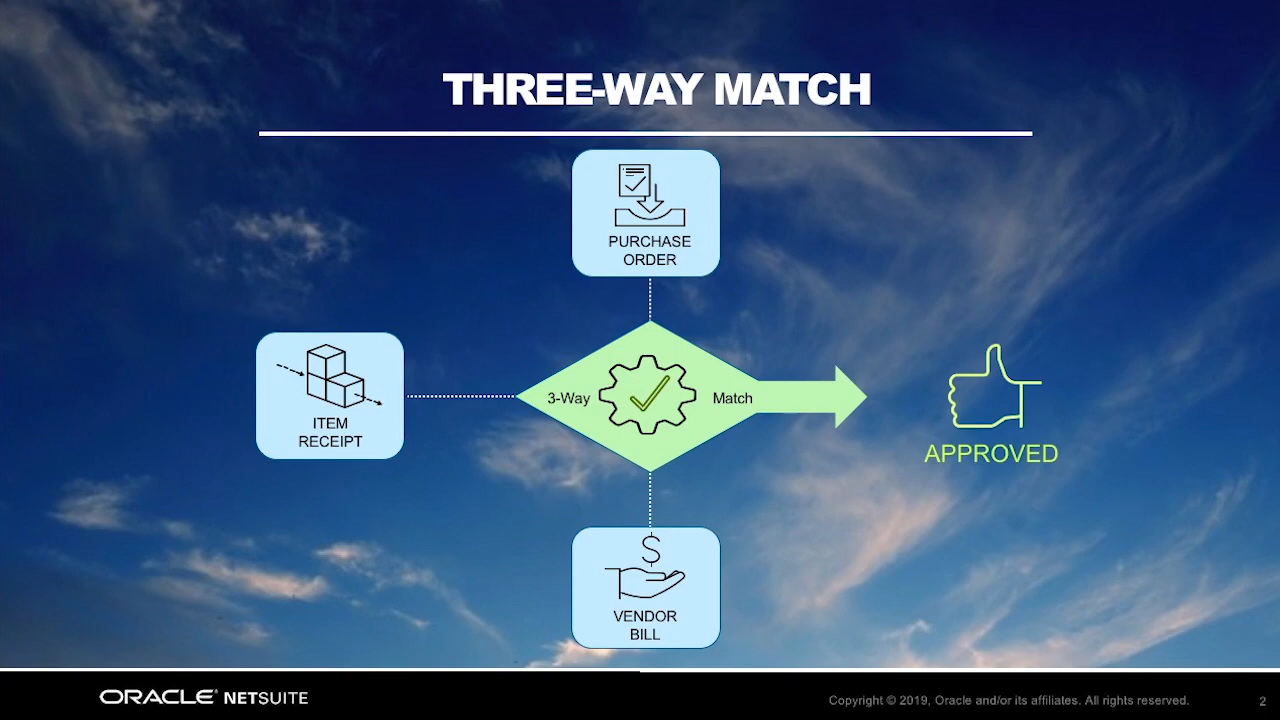 THREE-WAY MATCH
PURCHASE
ORDER
ITEM
RECEIPT
3-Way
Match
APPROVED
$
VENDOR
BILL
ORACLE® NETSUITE
Copyright © 2019, Oracle and/or its affiliates. All rights reserved.
2